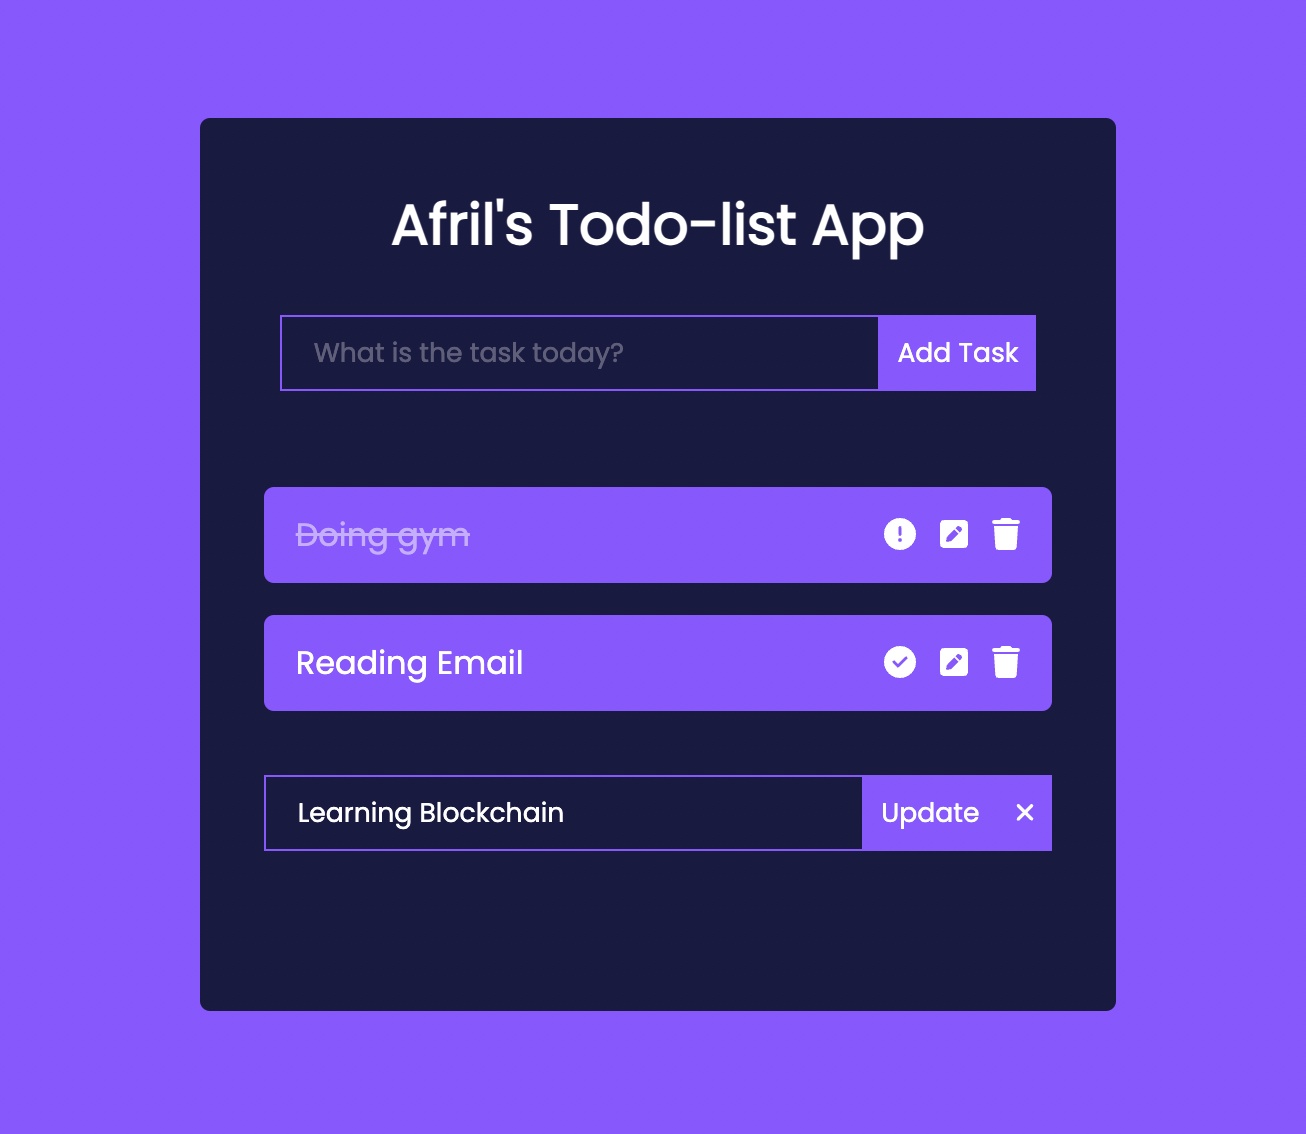 Afril's Todo-list App
What is the task today?
Add Task
Doing gym
Reading Email
Learning Blockchain
Update